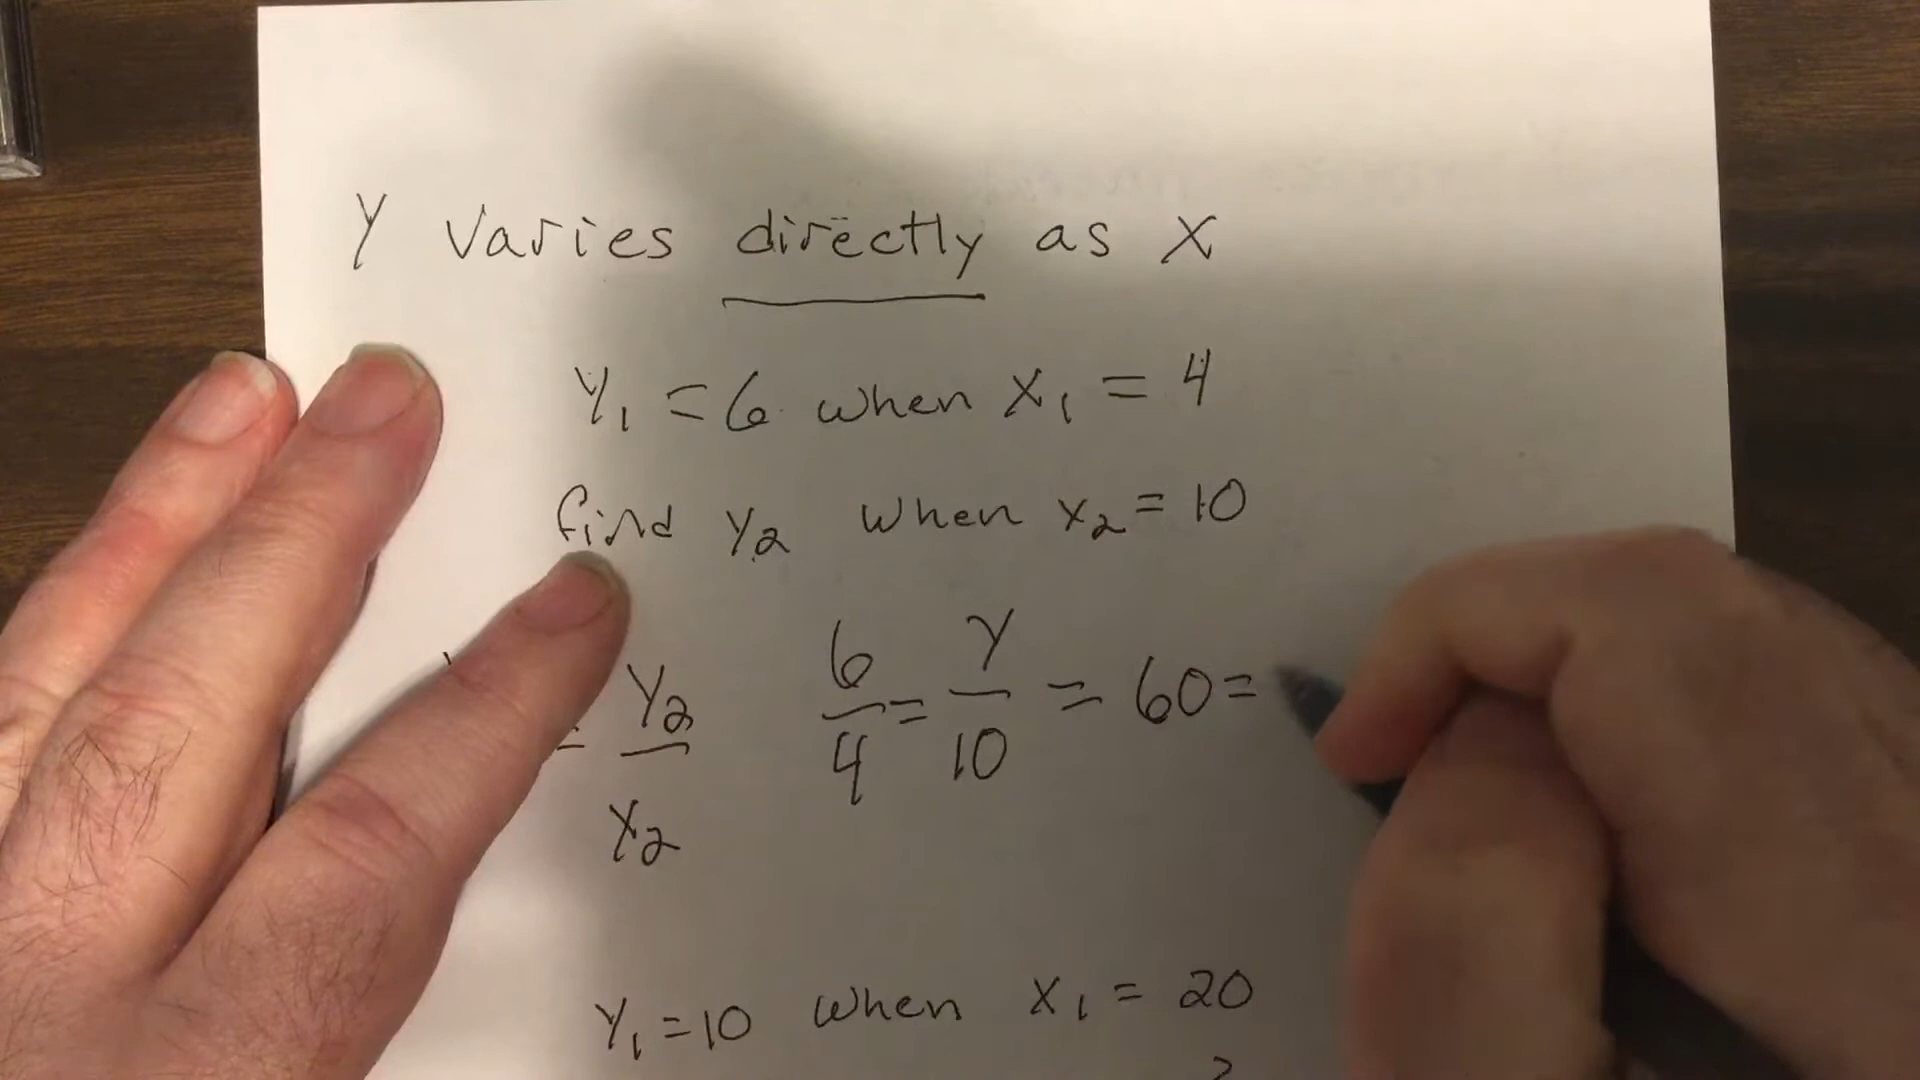 Y varies directly as X
Y₁ = 6 when X₁ = 4
find Y₂ when X₂ = 10
= Y₂/X₂ 6/4 = Y/10 = 60 =
Y₁ = 10 when X₁ = 20